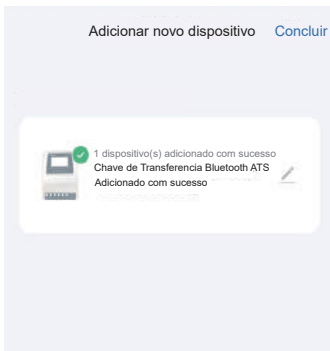 Adicionar novo dispositivo Concluir
1 dispositivo(s) adicionado com sucesso
Chave de Transferencia Bluetooth ATS
Adicionado com sucesso